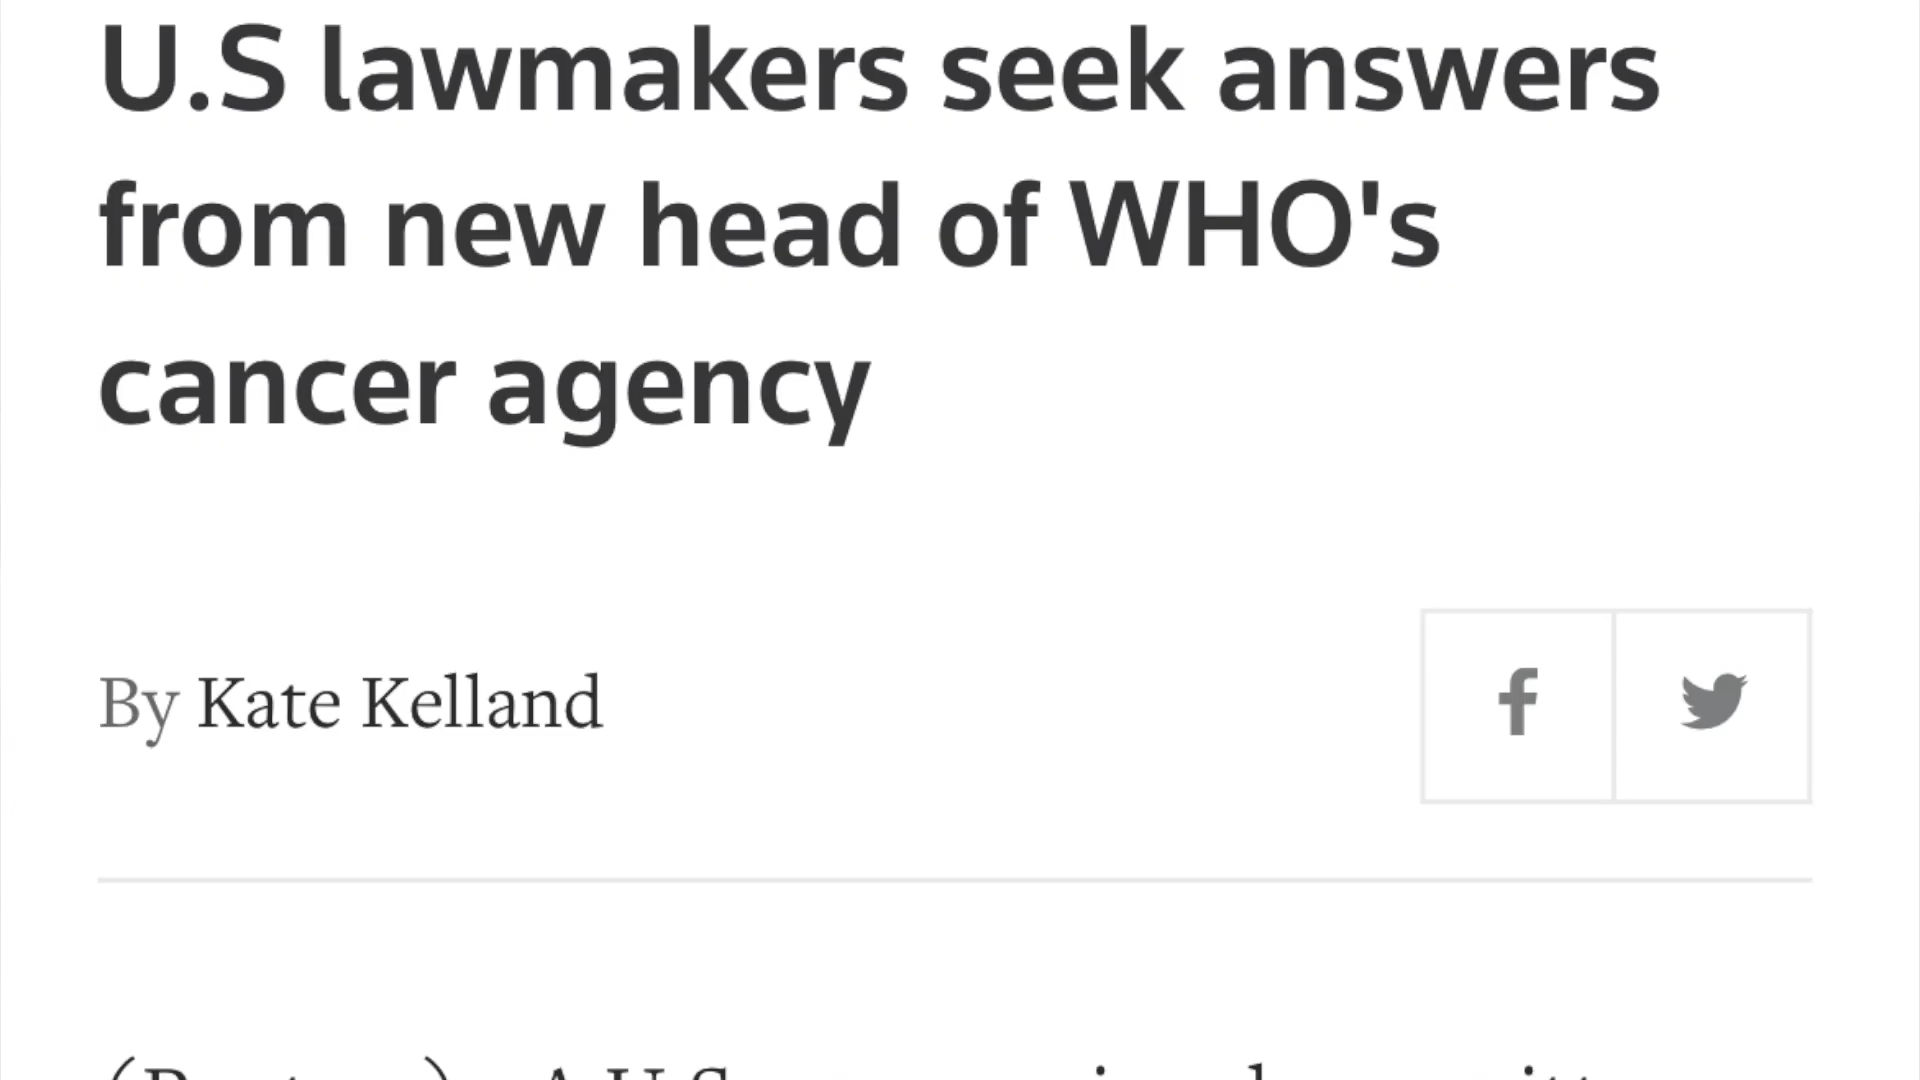 U.S lawmakers seek answers
from new head of WHO's
cancer agency
By Kate Kelland